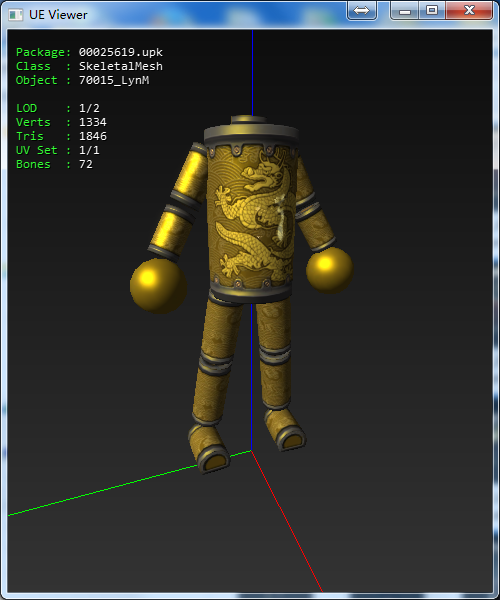 UE Viewer
Package: 00025619.upk
Class : SkeletalMesh
Object : 70015_LynM
LOD : 1/2
Verts : 1334
Tris : 1846
UV Set : 1/1
Bones : 72